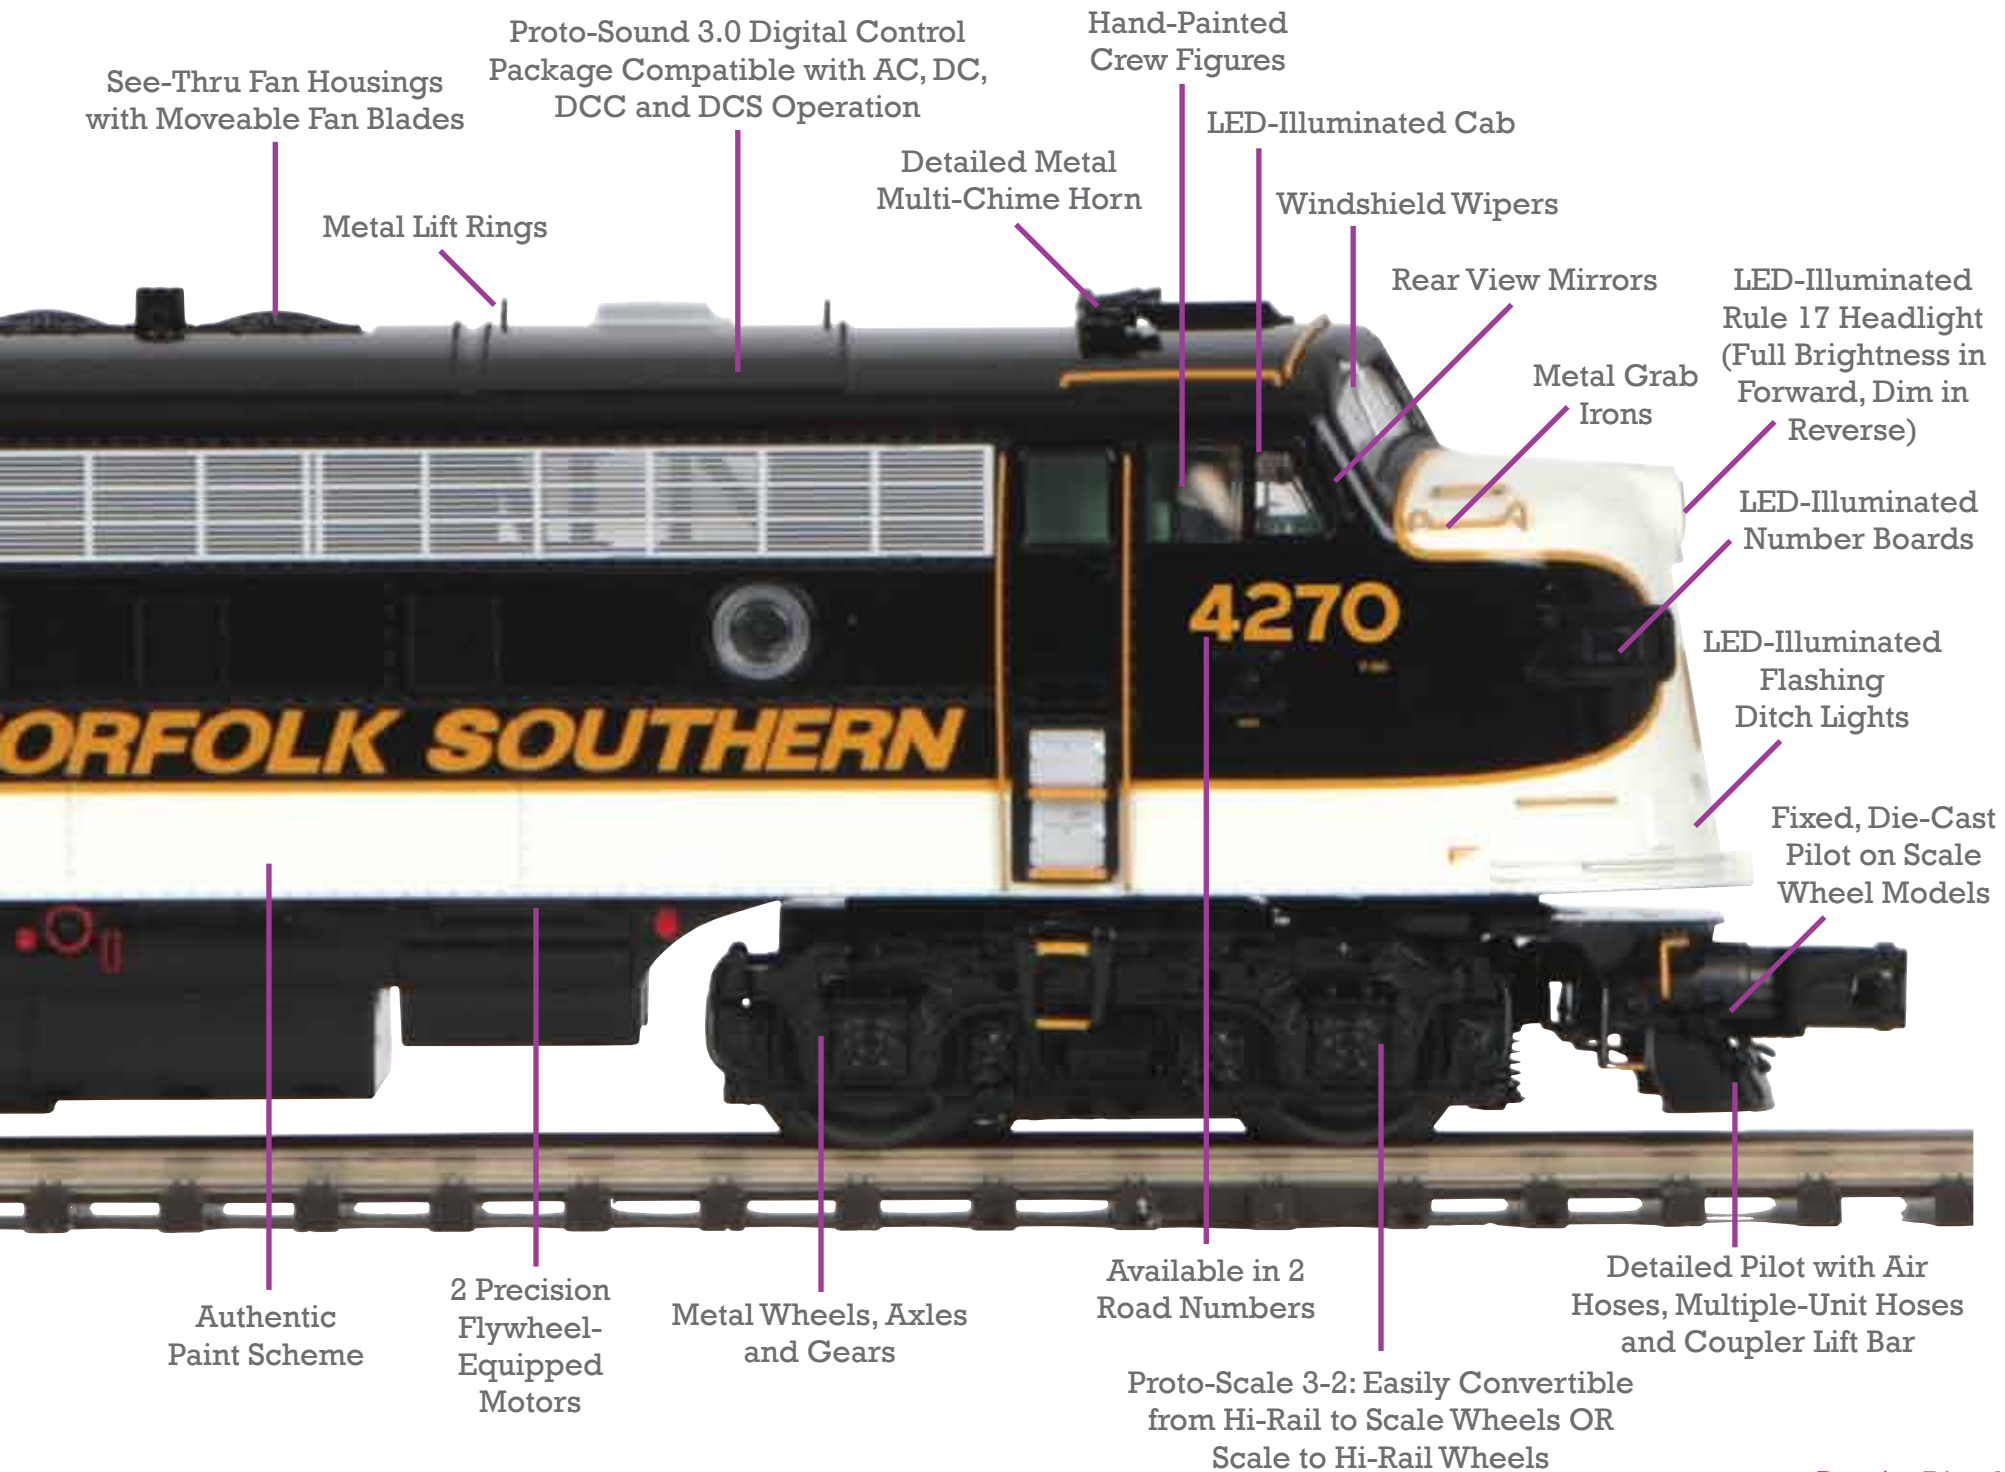 Hand-Painted
Crew Figures
Proto-Sound 3.0 Digital Control
Package Compatible with AC, DC,
DCC and DCS Operation
See-Thru Fan Housings
with Moveable Fan Blades
LED-Illuminated Cab
Detailed Metal
Multi-Chime Horn
Windshield Wipers
Metal Lift Rings
Rear View Mirrors
LED-Illuminated
Rule 17 Headlight
(Full Brightness in
Forward, Dim in
Reverse)
Metal Grab
Irons
LED-Illuminated
Number Boards
4270
LED-Illuminated
Flashing
Ditch Lights
ORFOLK SOUTHERN
Fixed, Die-Cast
Pilot on Scale
Wheel Models
Authentic
Paint Scheme
2 Precision
Flywheel-
Equipped
Motors
Metal Wheels, Axles
and Gears
Available in 2
Road Numbers
Detailed Pilot with Air
Hoses, Multiple-Unit Hoses
and Coupler Lift Bar
Proto-Scale 3-2: Easily Convertible
from Hi-Rail to Scale Wheels OR
Scale to Hi-Rail Wheels